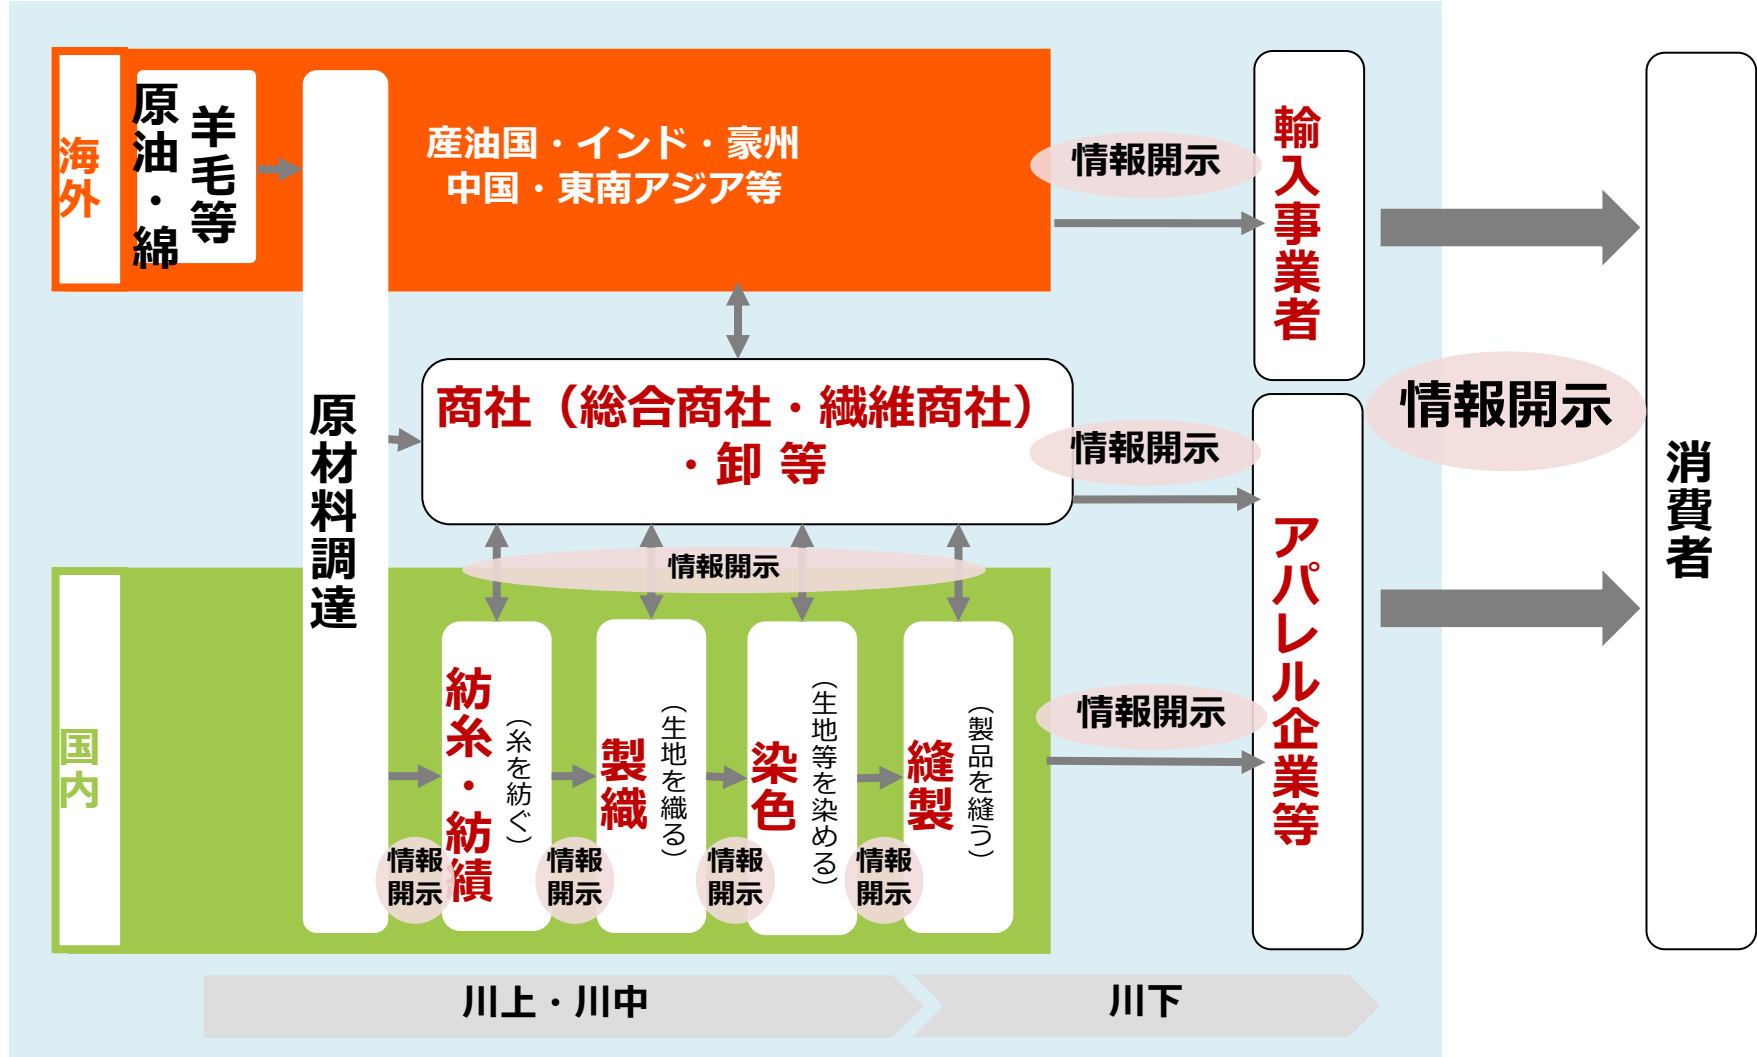 海外
原油・綿
羊毛等
原材料調達
産油国・インド・豪州
中国・東南アジア等
情報開示
輸入事業者
商社（総合商社・繊維商社）
・卸 等
情報開示
情報開示
消費者
情報開示
国内
紡糸・紡績
（糸を紡ぐ）
製織
（生地を織る）
染色
（生地等を染める）
縫製
（製品を縫う）
情報開示
アパレル企業等
情報
開示
情報
開示
情報
開示
情報
開示
川上・川中
川下